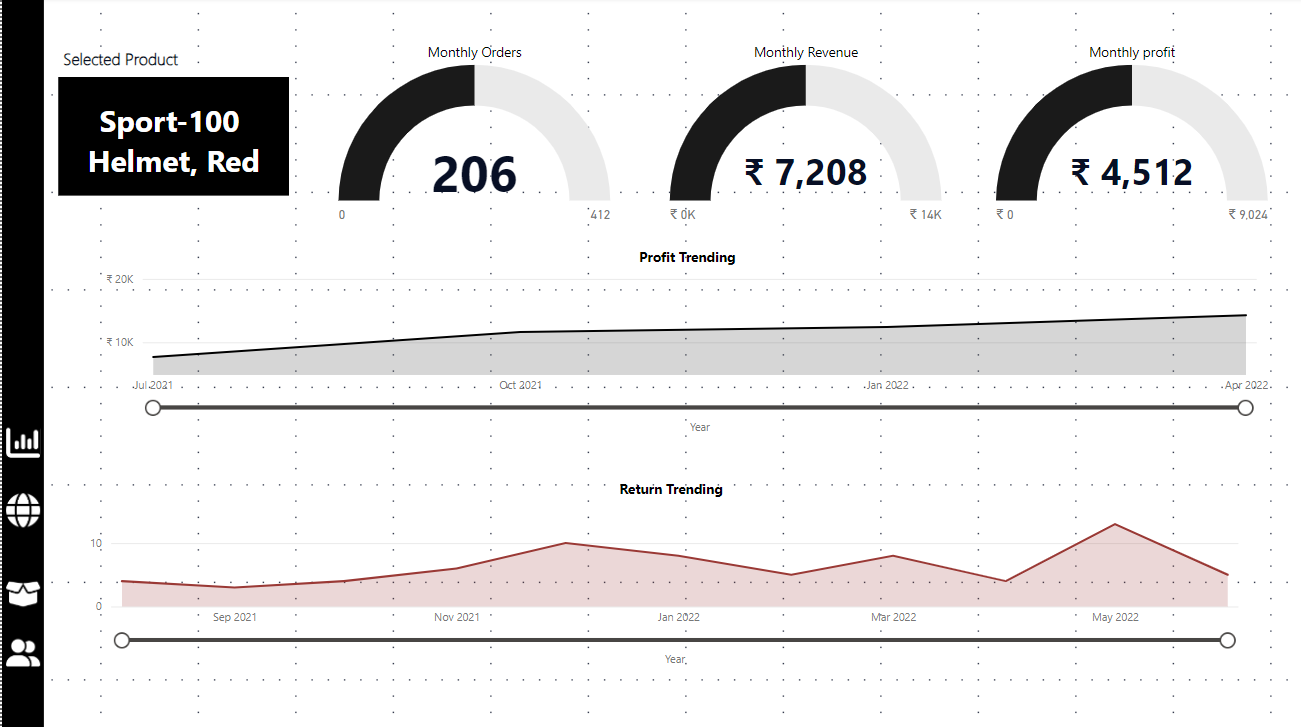 Selected Product
Sport-100
Helmet, Red
Monthly Orders
206
0
412
Monthly Revenue
₹ 7,208
₹ 0K
₹ 14K
Monthly profit
₹ 4,512
₹ 0
₹ 9,024
Profit Trending
₹ 20K
₹ 10K
Jul 2021
Oct 2021
Jan 2022
Apr 2022
Year
Return Trending
10
0
Sep 2021
Nov 2021
Jan 2022
Mar 2022
May 2022
Year